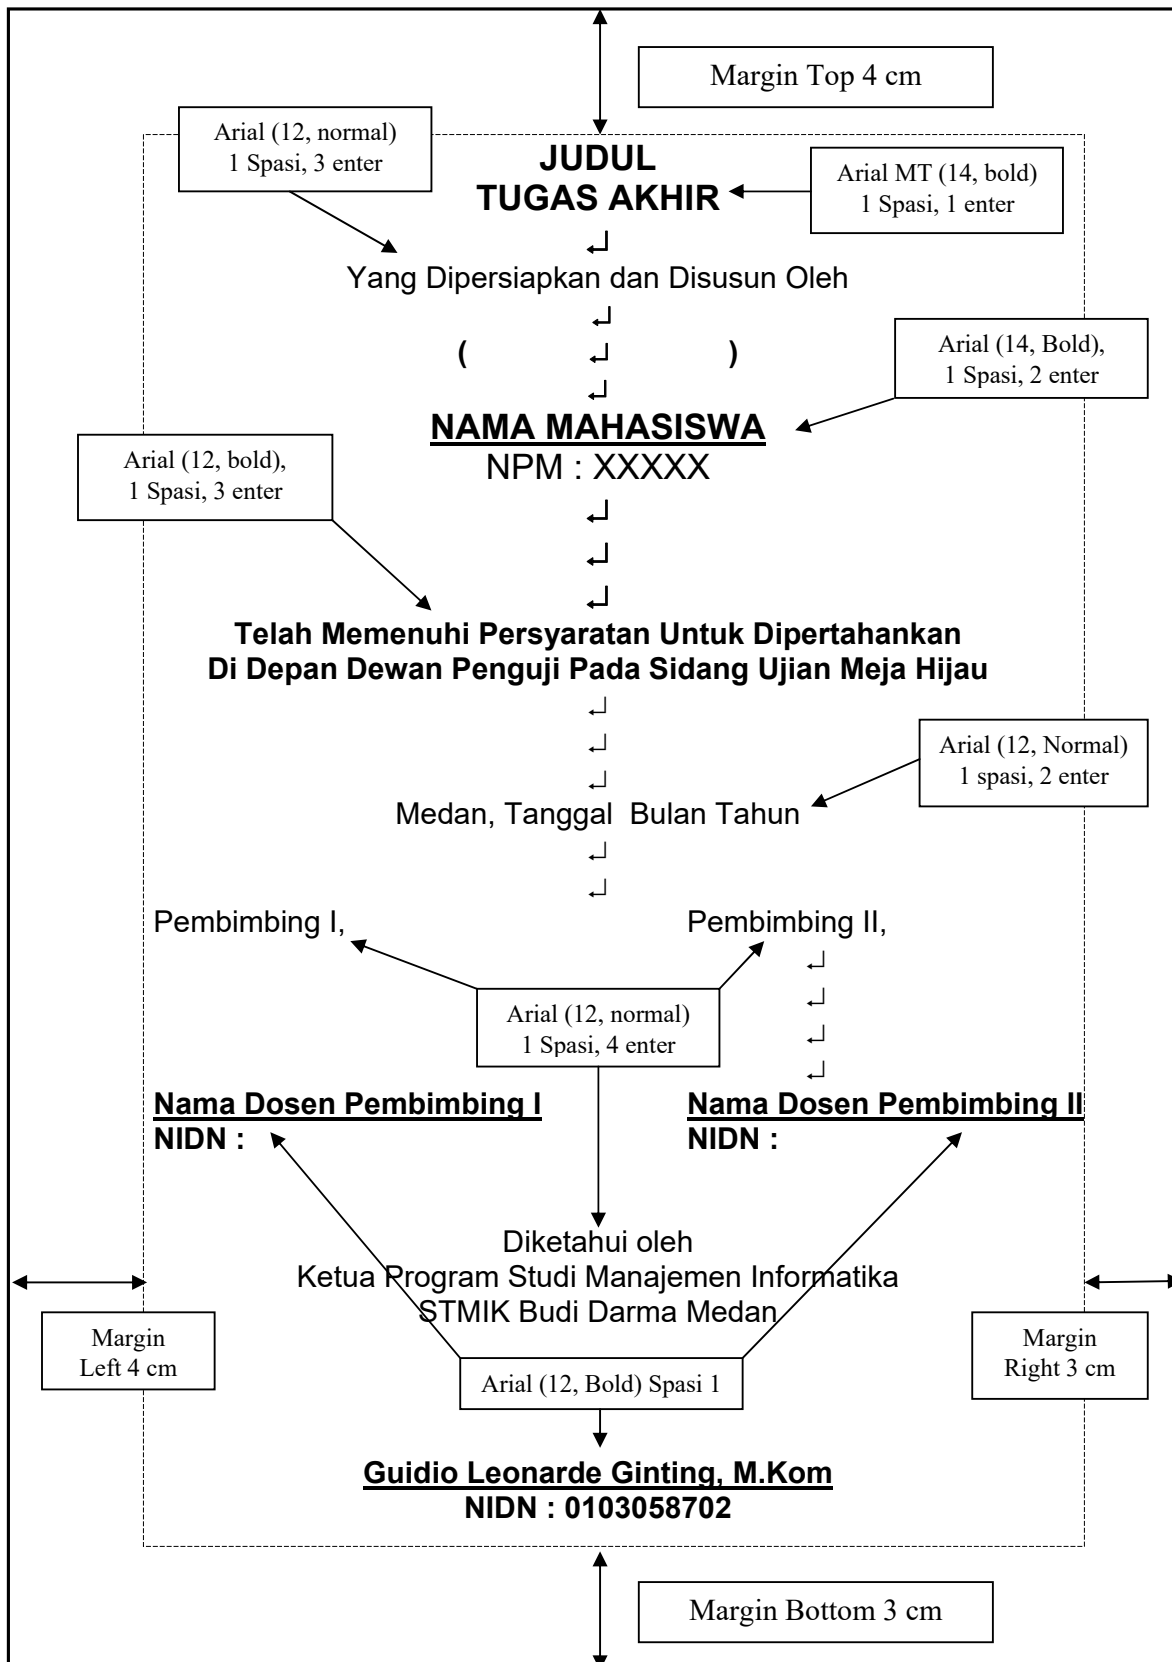 Margin Top 4 cm
Arial (12, normal)
1 Spasi, 3 enter
JUDUL
TUGAS AKHIR
Arial MT (14, bold)
1 Spasi, 1 enter
Yang Dipersiapkan dan Disusun Oleh
( )
Arial (14, Bold),
1 Spasi, 2 enter
NAMA MAHASISWA
NPM : XXXXX
Arial (12, bold),
1 Spasi, 3 enter
Telah Memenuhi Persyaratan Untuk Dipertahankan
Di Depan Dewan Penguji Pada Sidang Ujian Meja Hijau
Arial (12, Normal)
1 spasi, 2 enter
Medan, Tanggal  Bulan Tahun
Pembimbing I,
Pembimbing II,
Arial (12, normal)
1 Spasi, 4 enter
Nama Dosen Pembimbing I
NIDN :
Nama Dosen Pembimbing II
NIDN :
Diketahui oleh
Ketua Program Studi Manajemen Informatika
STMIK Budi Darma Medan
Margin
Left 4 cm
Margin
Right 3 cm
Arial (12, Bold) Spasi 1
Guidio Leonarde Ginting, M.Kom
NIDN : 0103058702
Margin Bottom 3 cm